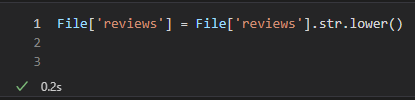 1 File['reviews'] = File['reviews'].str.lower()
2
3
✓ 0.2s